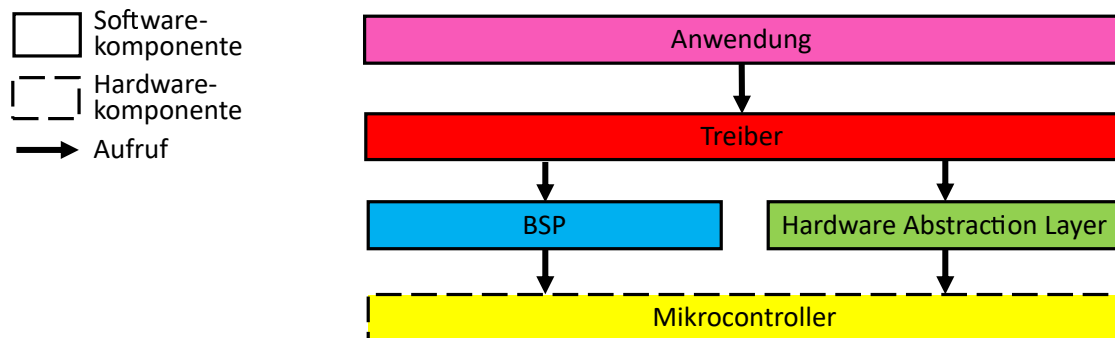 Software-
komponente
Hardware-
komponente
Aufruf
Anwendung
Treiber
BSP
Hardware Abstraction Layer
Mikrocontroller